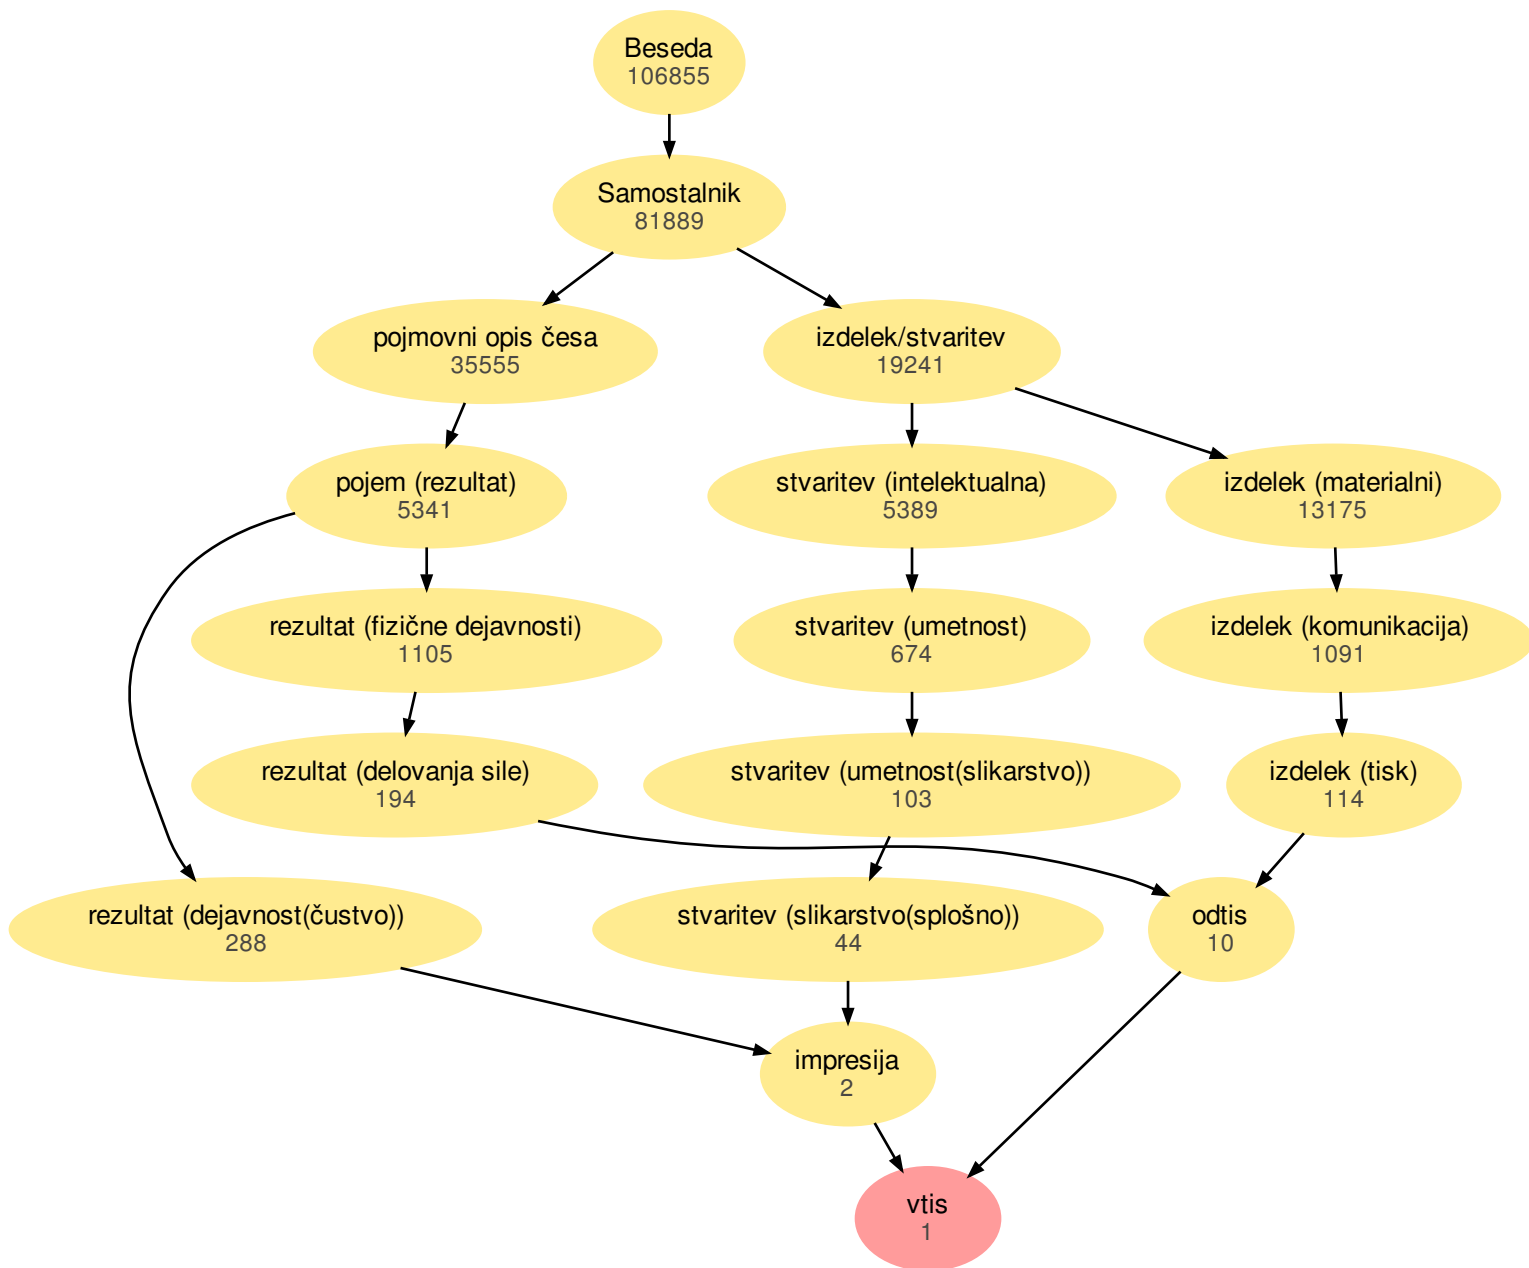 Beseda
106855
Samostalnik
81889
pojmovni opis česa
35555
izdelek/stvaritev
19241
pojem (rezultat)
5341
stvaritev (intelektualna)
5389
izdelek (materialni)
13175
rezultat (fizične dejavnosti)
1105
stvaritev (umetnost)
674
izdelek (komunikacija)
1091
rezultat (delovanja sile)
194
stvaritev (umetnost(slikarstvo))
103
izdelek (tisk)
114
rezultat (dejavnost(čustvo))
288
stvaritev (slikarstvo(splošno))
44
odtis
10
impresija
2
vtis
1